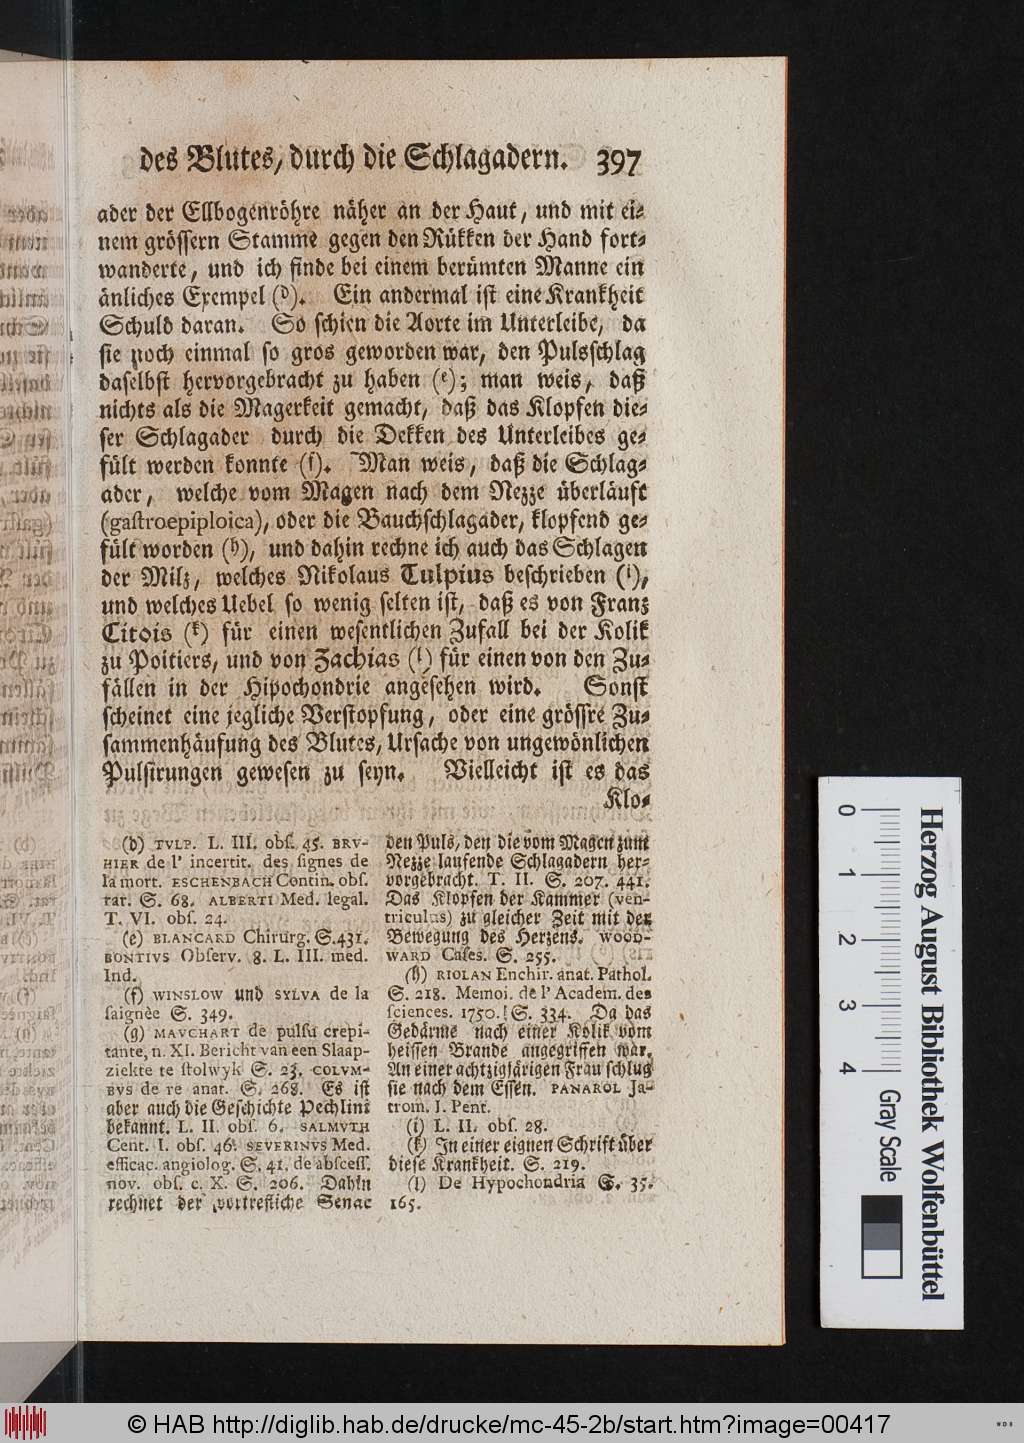 des Blutes, durch die Schlagadern. 397
ader der Ellbogenröhre näher an der Haut, und mit ei-
nem grössern Stamme gegen den Rükken der Hand fort-
wanderte, und ich finde bei einem berümten Manne ein
änliches Exempel (d). Ein andermal ist eine Krankheit
Schuld daran. So schien die Aorte im Unterleibe, da
sie noch einmal so gros geworden war, den Pulsschlag
daselbst hervorgebracht zu haben (e); man weis, daß
nichts als die Magerkeit gemacht, daß das Klopfen die-
ser Schlagader durch die Dekken des Unterleibes ge-
fült werden konnte (f). Man weis, daß die Schlag-
ader, welche vom Magen nach dem Nezze überläuft
(gastroepiploica), oder die Bauchschlagader, klopfend ge-
fült worden (h), und dahin rechne ich auch das Schlagen
der Milz, welches Nikolaus Tulpius beschrieben (i),
und welches Uebel so wenig selten ist, daß es von Franz
Citois (k) für einen wesentlichen Zufall bei der Kolik
zu Poitiers, und von Zachias (l) für einen von den Zu-
fällen in der Hipochondrie angesehen wird. Sonst
scheinet eine jegliche Verstopfung, oder eine grössre Zu-
sammenhäufung des Blutes, Ursache von ungewönlichen
Pulsirungen gewesen zu seyn. Vielleicht ist es das
Klo-
(d) TVLP. L. III. obs. 45. BRV-
HIER de l' incertit. des signes de
la mort. ESCHENBACH Contin. obs.
rar. S. 68. ALBERTI Med. legal.
T. VI. obs. 24.
(e) BLANCARD Chirurg. S. 431.
BONTIVS Observ. 8. L. III. med.
Ind.
(f) WINSLOW und SYLVA de la
saignèe S. 349.
(g) MAVCHART de pulsu crepi-
tante, n. XI. Bericht van een Slaap-
ziekte te stolwyk S. 23. COLVM-
BVS de re anat. S. 268. Es ist
aber auch die Geschichte Pechlini
bekannt. L. II. obs. 6. SALMVTH
Cent. I. obs. 46. SEVERINVS Med.
efficac. angiolog. S. 41. de abscess.
nov. obs. c. X. S. 206. Dahin
rechnet der vortrefliche Senac
den Puls, den die vom Magen zum
Nezze laufende Schlagadern her-
vorgebracht. T. II. S. 207. 441.
Das Klopfen der Kammer (ven-
triculus) zu gleicher Zeit mit der
Bewegung des Herzens. WOOD-
WARD Cases. S. 255.
(h) RIOLAN Enchir. anat. Pathol.
S. 218. Memoi. de l' Academ. des
sciences. 1750. S. 334. Da das
Gedärme nach einer Kolik vom
heissen Brande angegriffen war.
An einer achtzigjärigen Frau schlug
sie nach dem Essen. PANAROL Ja-
trom. I. Pent.
(i) L. II. obs. 28.
(k) In einer eignen Schrift über
diese Krankheit. S. 219.
(l) De Hypochondria S. 35.
165.
0 1 2 3 4
Herzog August Bibliothek Wolfenbüttel
Gray Scale
© HAB http://diglib.hab.de/drucke/mc-45-2b/start.htm?image=00417